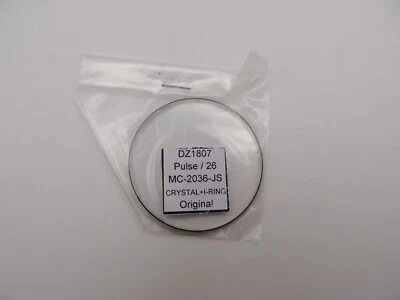 DZ1807
Pulse / 26
MC-2036-JS
CRYSTAL+I-RING
Original